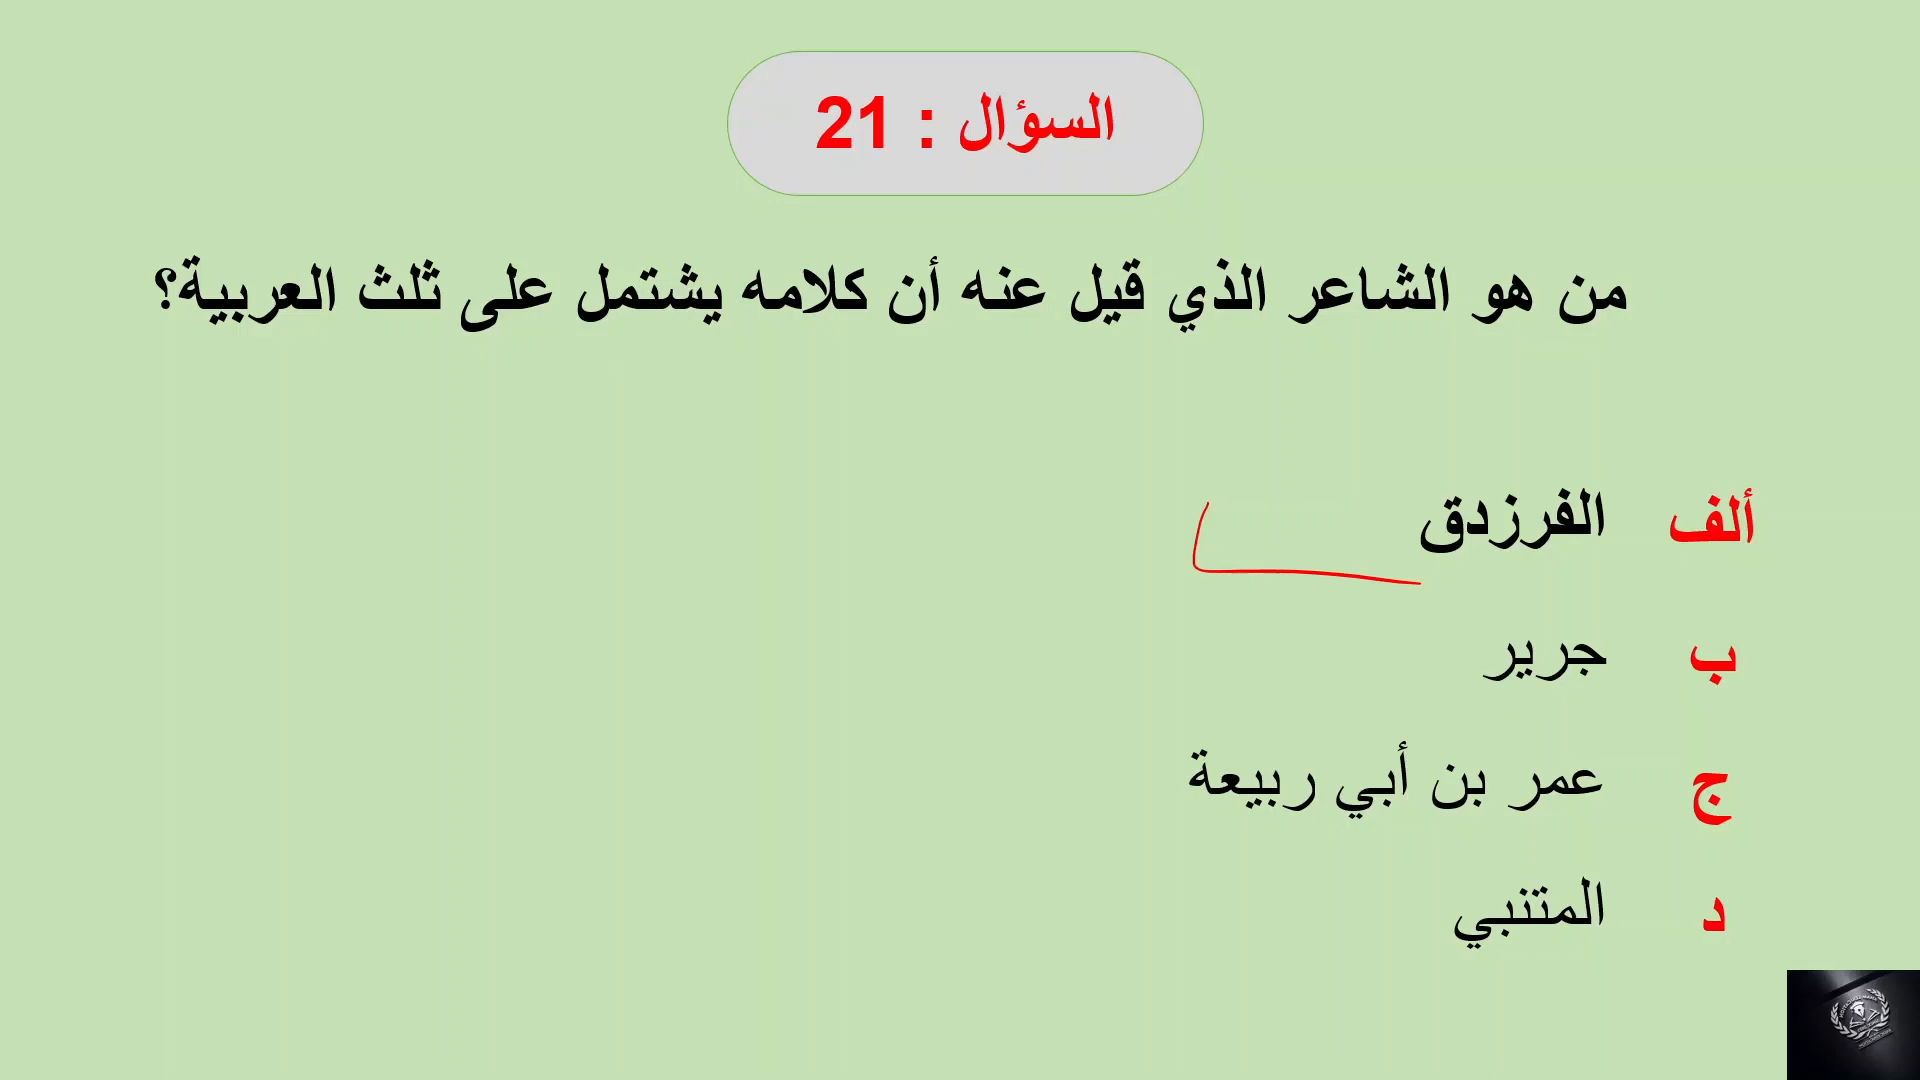 السؤال : 21
من هو الشاعر الذي قيل عنه أن كلامه يشتمل على ثلث العربية؟
ألف الفرزدق
ب جرير
ج عمر بن أبي ربيعة
د المتنبي